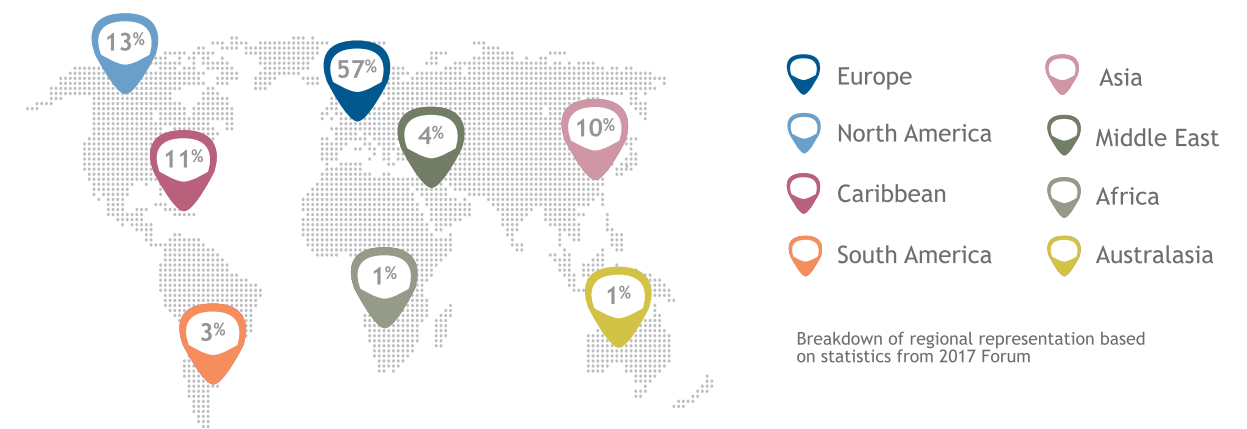 13%
57%
4%
10%
11%
1%
1%
3%
Europe
North America
Caribbean
South America
Asia
Middle East
Africa
Australasia
Breakdown of regional representation based
on statistics from 2017 Forum